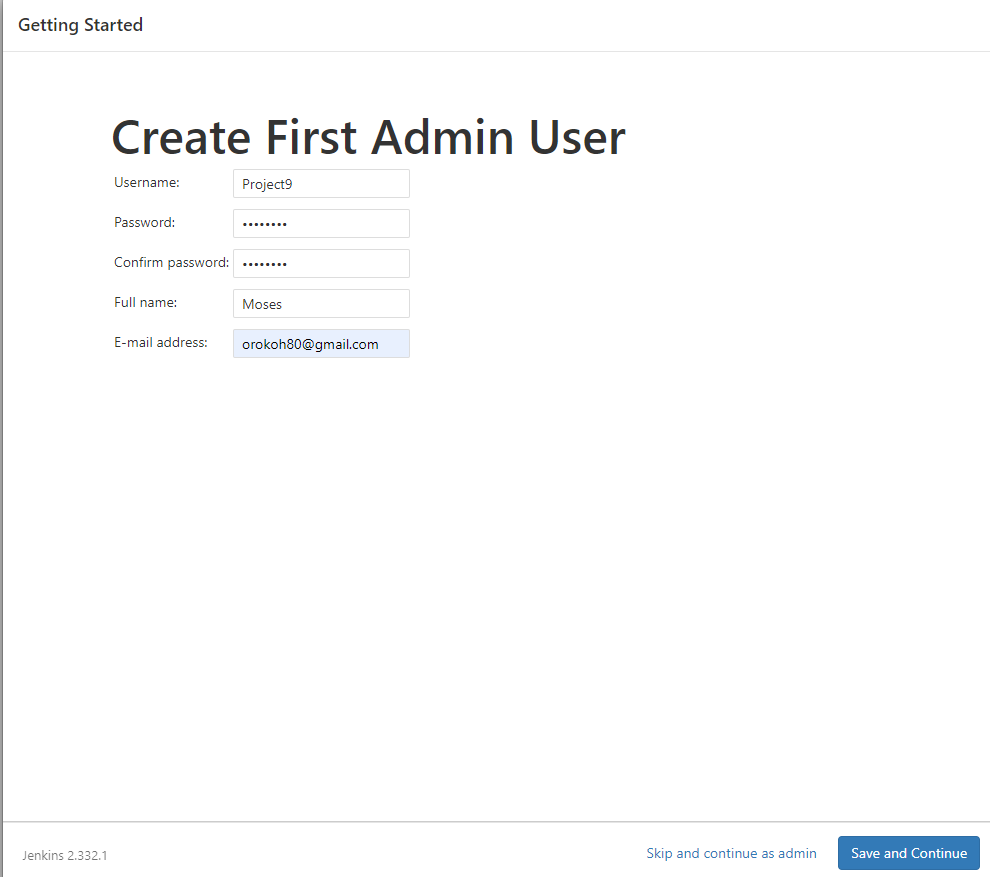 Getting Started
Create First Admin User
Username: Project9
Password: ••••••••
Confirm password: ••••••••
Full name: Moses
E-mail address: orokoh80@gmail.com
Jenkins 2.332.1 Skip and continue as admin Save and Continue